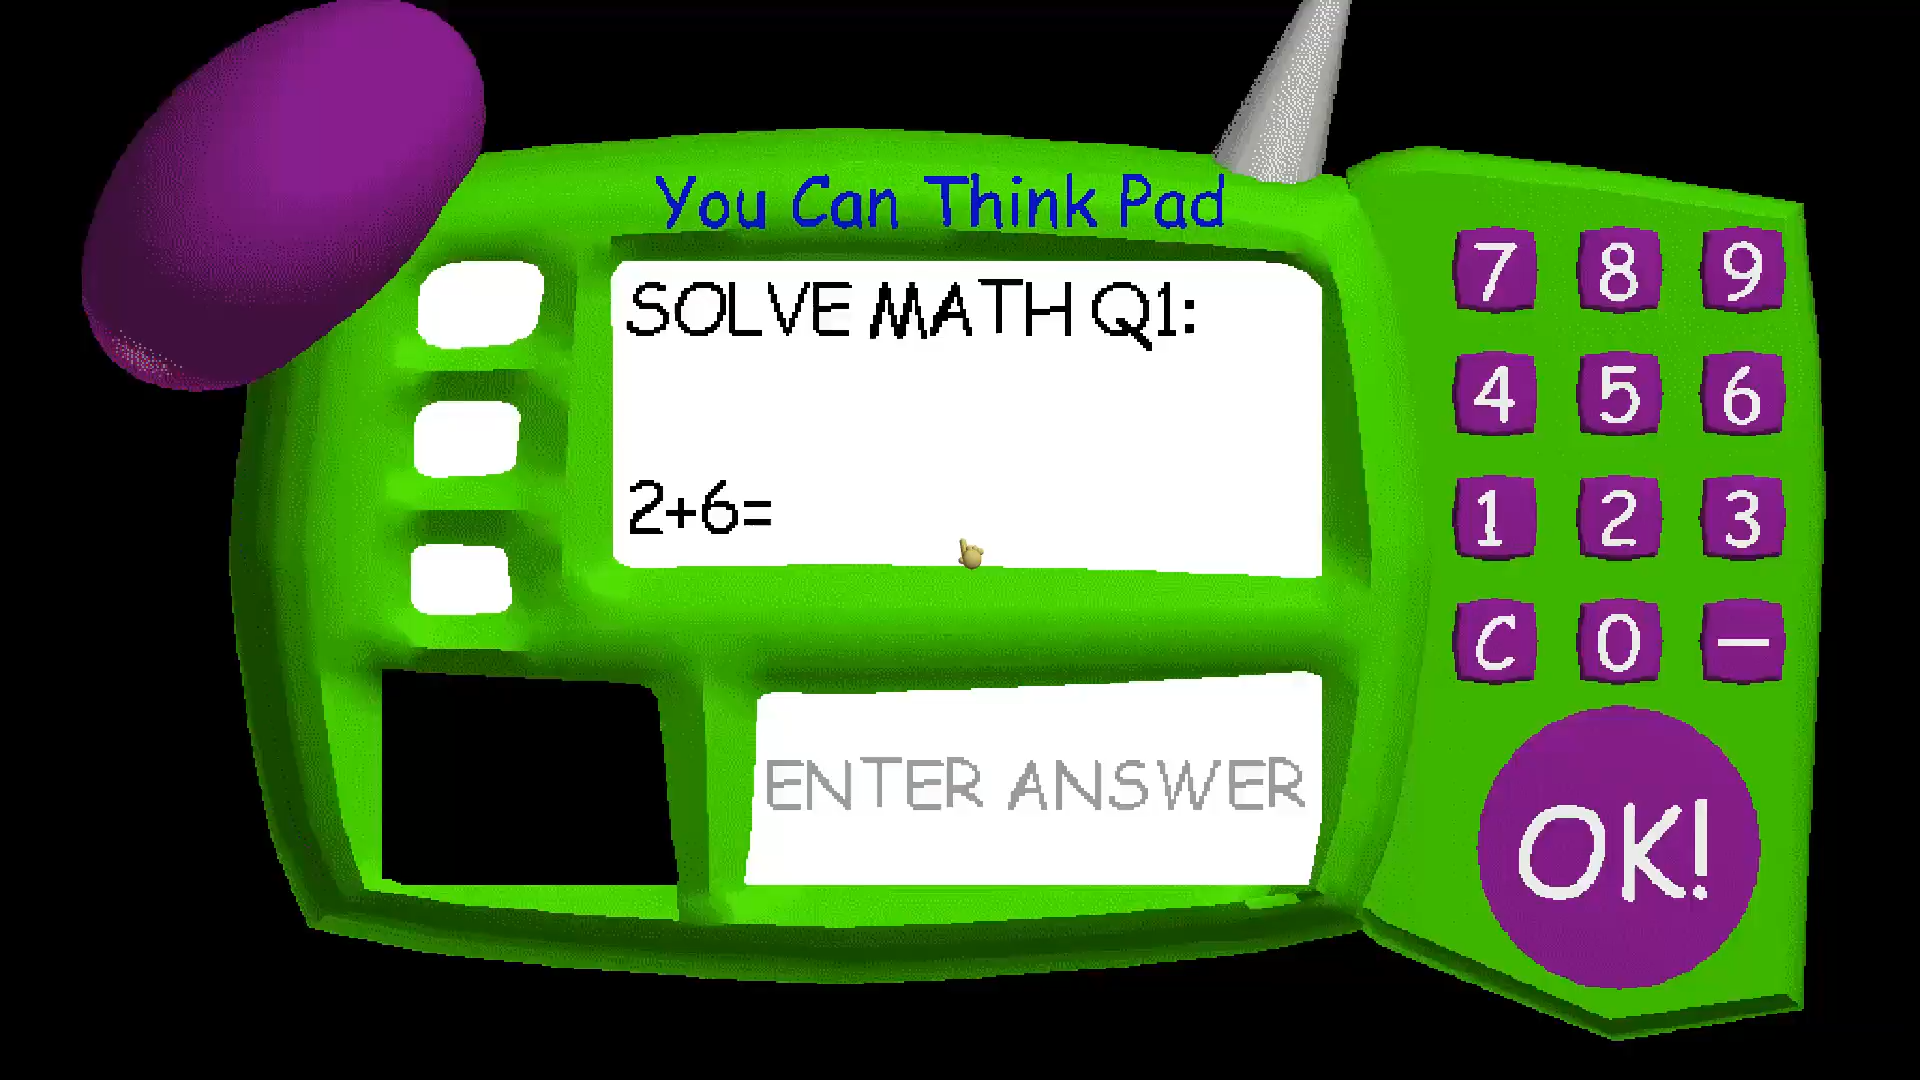 You Can Think Pad
SOLVE MATH Q1:
2+6=
ENTER ANSWER
7 8 9
4 5 6
1 2 3
C 0 —
OK!